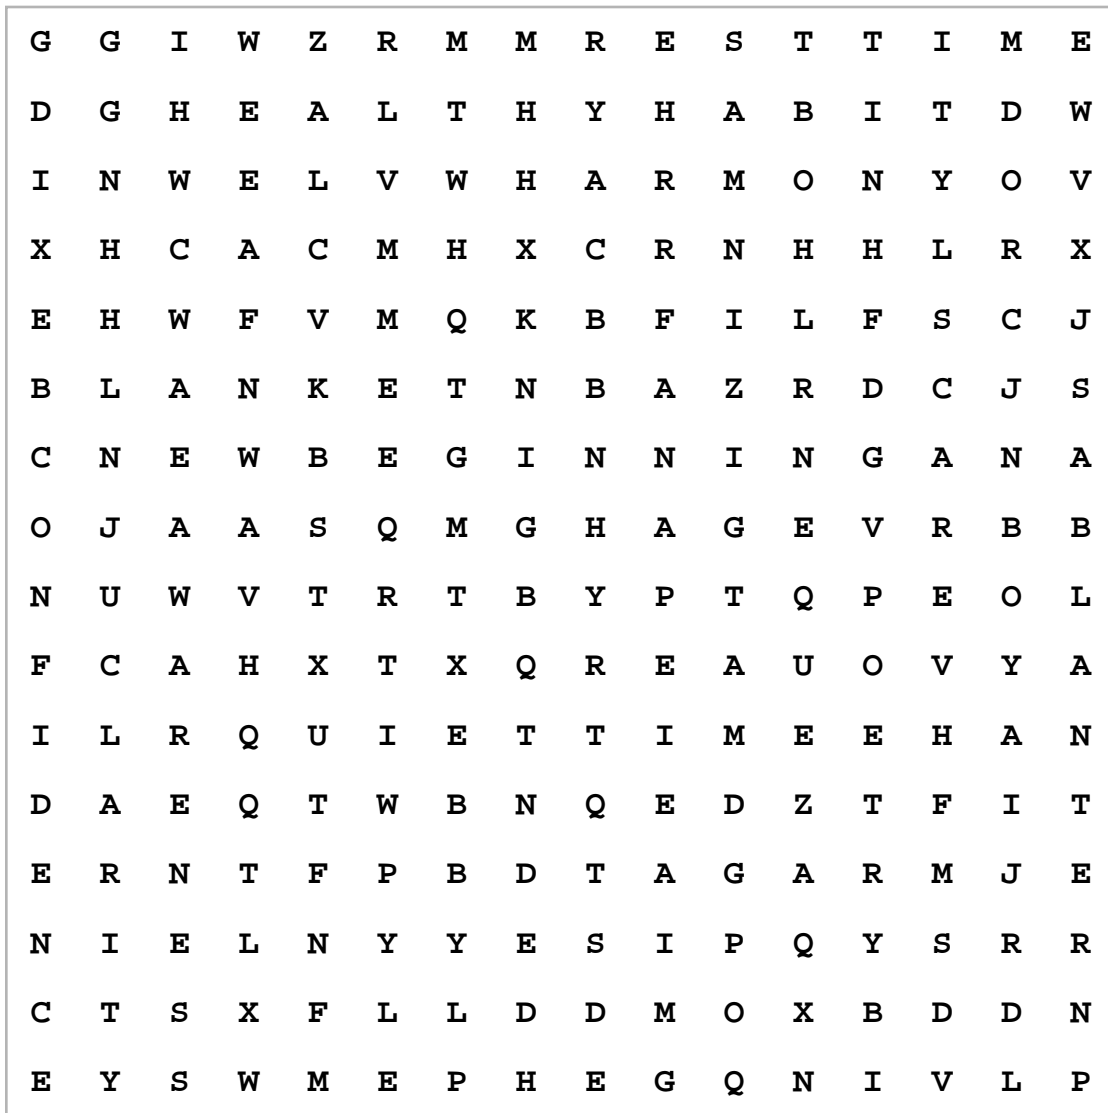 G G I W Z R M M R E S T T I M E
D G H E A L T H Y H A B I T D W
I N W E L V W H A R M O N Y O V
X H C A C M H X C R N H H L R X
E H W F V M Q K B F I L F S C J
B L A N K E T N B A Z R D C J S
C N E W B E G I N N I N G A N A
O J A A S Q M G H A G E V R B B
N U W V T R T B Y P T Q P E O L
F C A H X T X Q R E A U O V Y A
I L R Q U I E T T I M E E H A N
D A E Q T W B N Q E D Z T F I T
E R N T F P B D T A G A R M J E
N I E L N Y Y E S I P Q Y S R R
C T S X F L L D D M O X B D D N
E Y S W M E P H E G Q N I V L P